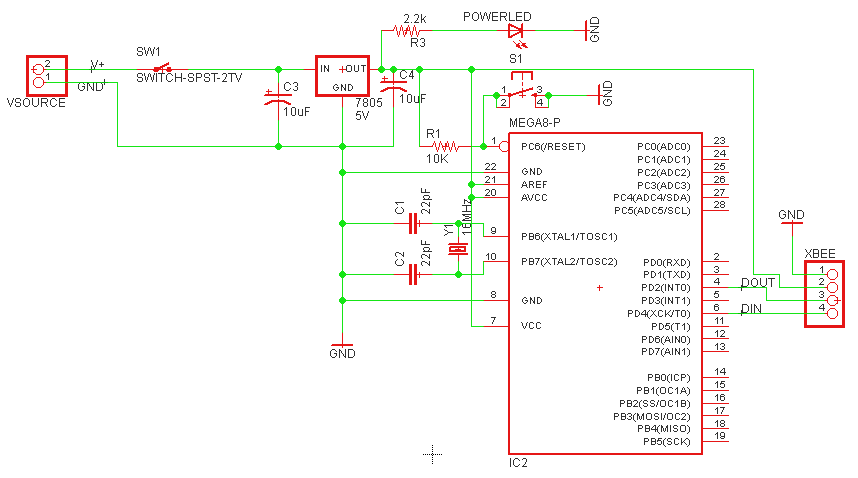 2.2k
POWERLED
R3
GND
S1
SW1
V+
2
1
GND
VSOURCE
SWITCH-SPST-2TV
IN
OUT
GND
C3
10uF
7805
5V
C4
10uF
1
2
3
4
GND
MEGA8-P
R1
10K
1
PC6(/RESET)
22
GND
21
AREF
20
AVCC
9
PB6(XTAL1/TOSC1)
10
PB7(XTAL2/TOSC2)
8
GND
7
VCC
C1
22pF
C2
22pF
Y1
16MHz
GND
PC0(ADC0)
23
PC1(ADC1)
24
PC2(ADC2)
25
PC3(ADC3)
26
PC4(ADC4/SDA)
27
PC5(ADC5/SCL)
28
PD0(RXD)
2
PD1(TXD)
3
PD2(INT0)
4
PD3(INT1)
5
PD4(XCK/T0)
6
PD5(T1)
11
PD6(AIN0)
12
PD7(AIN1)
13
PB0(ICP)
14
PB1(OC1A)
15
PB2(SS/OC1B)
16
PB3(MOSI/OC2)
17
PB4(MISO)
18
PB5(SCK)
19
IC2
DOUT
DIN
GND
XBEE
1
2
3
4